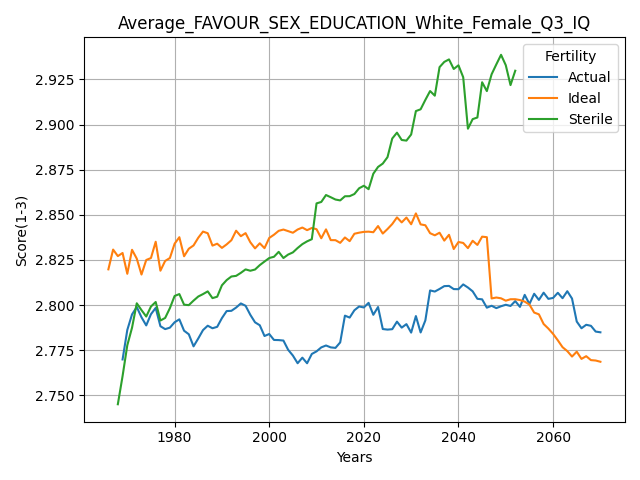 Average_FAVOUR_SEX_EDUCATION_White_Female_Q3_IQ
Fertility
Actual
Ideal
Sterile
Score(1-3)
2.925
2.900
2.875
2.850
2.825
2.800
2.775
2.750
1980 2000 2020 2040 2060
Years